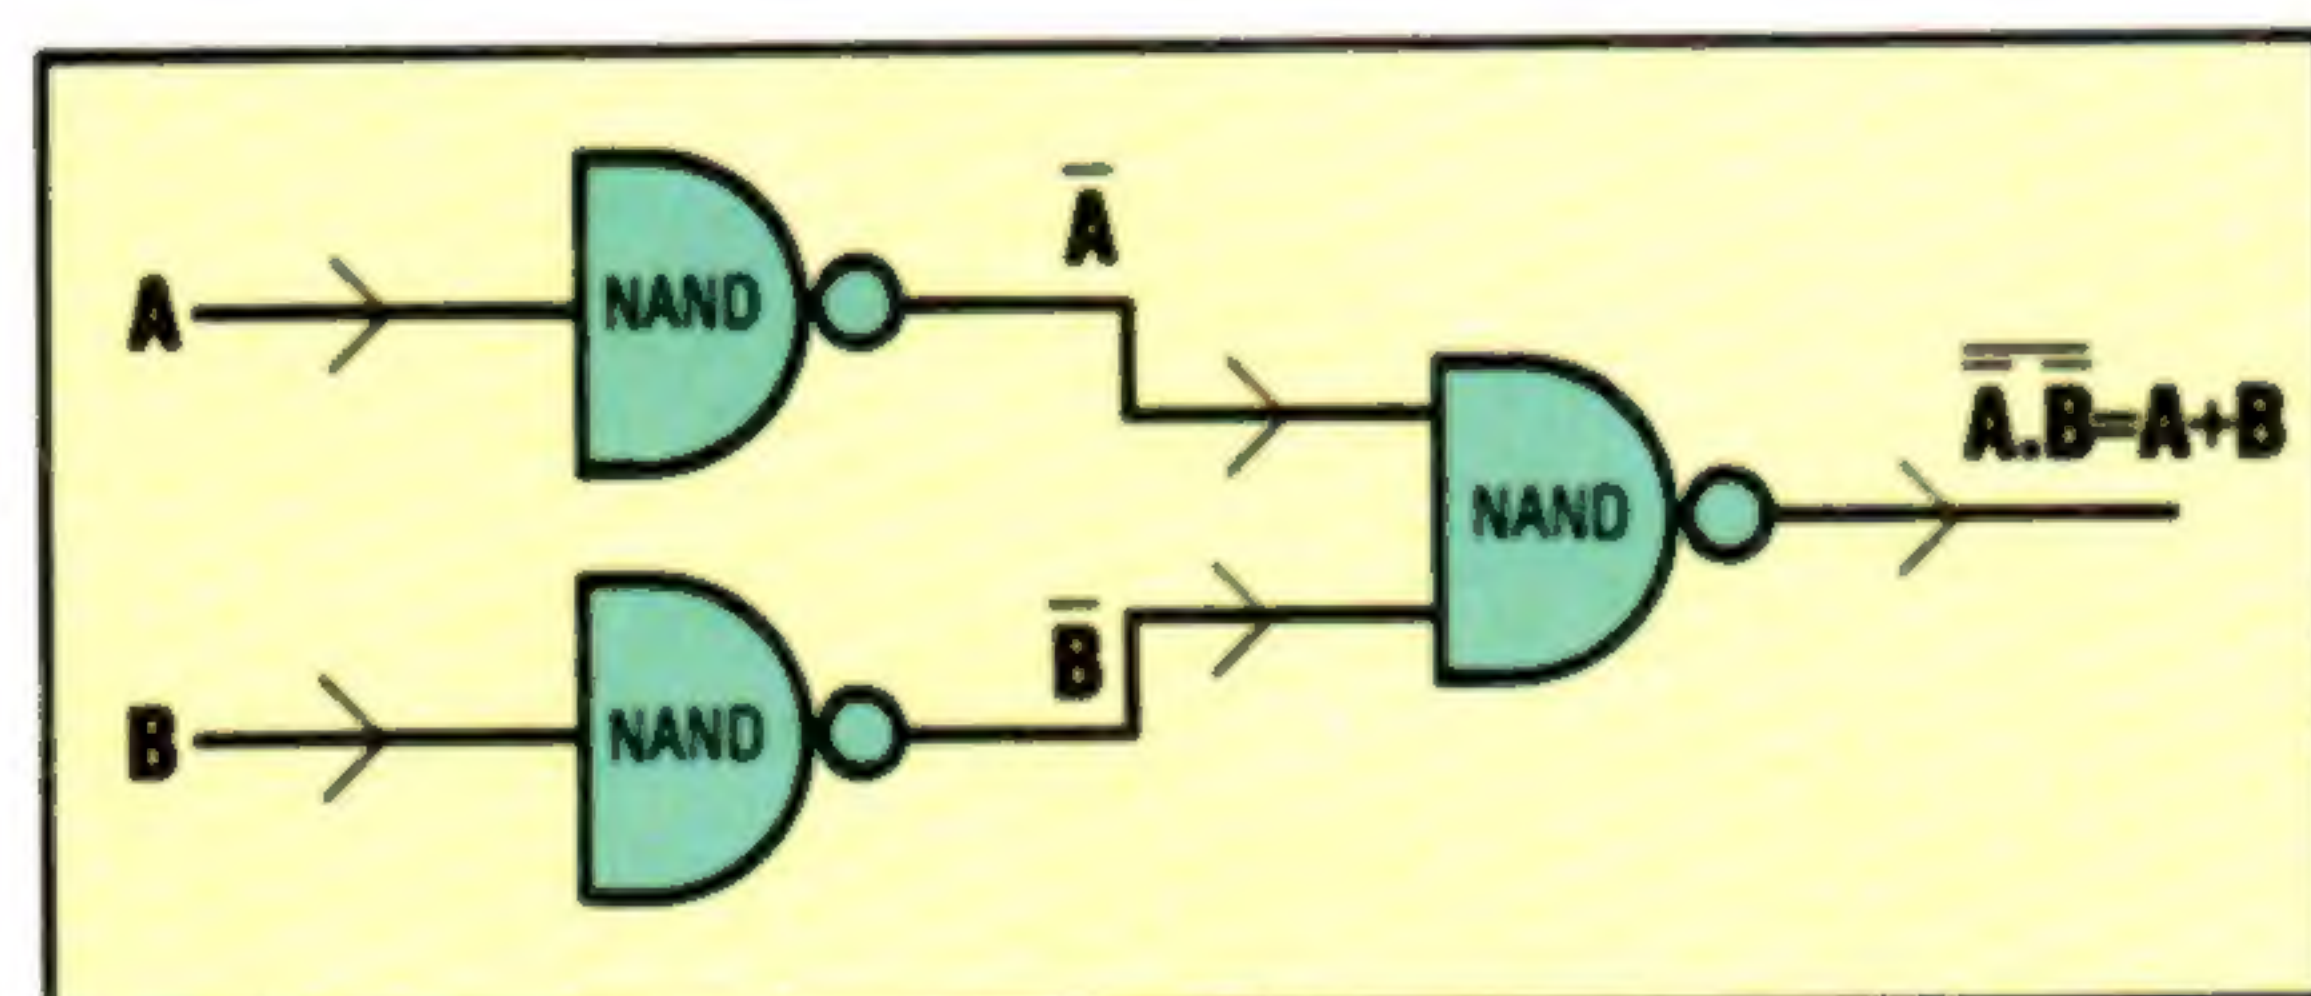 A
NAND
A̅
B
NAND
B̅
NAND
A̿.B̿=A+B